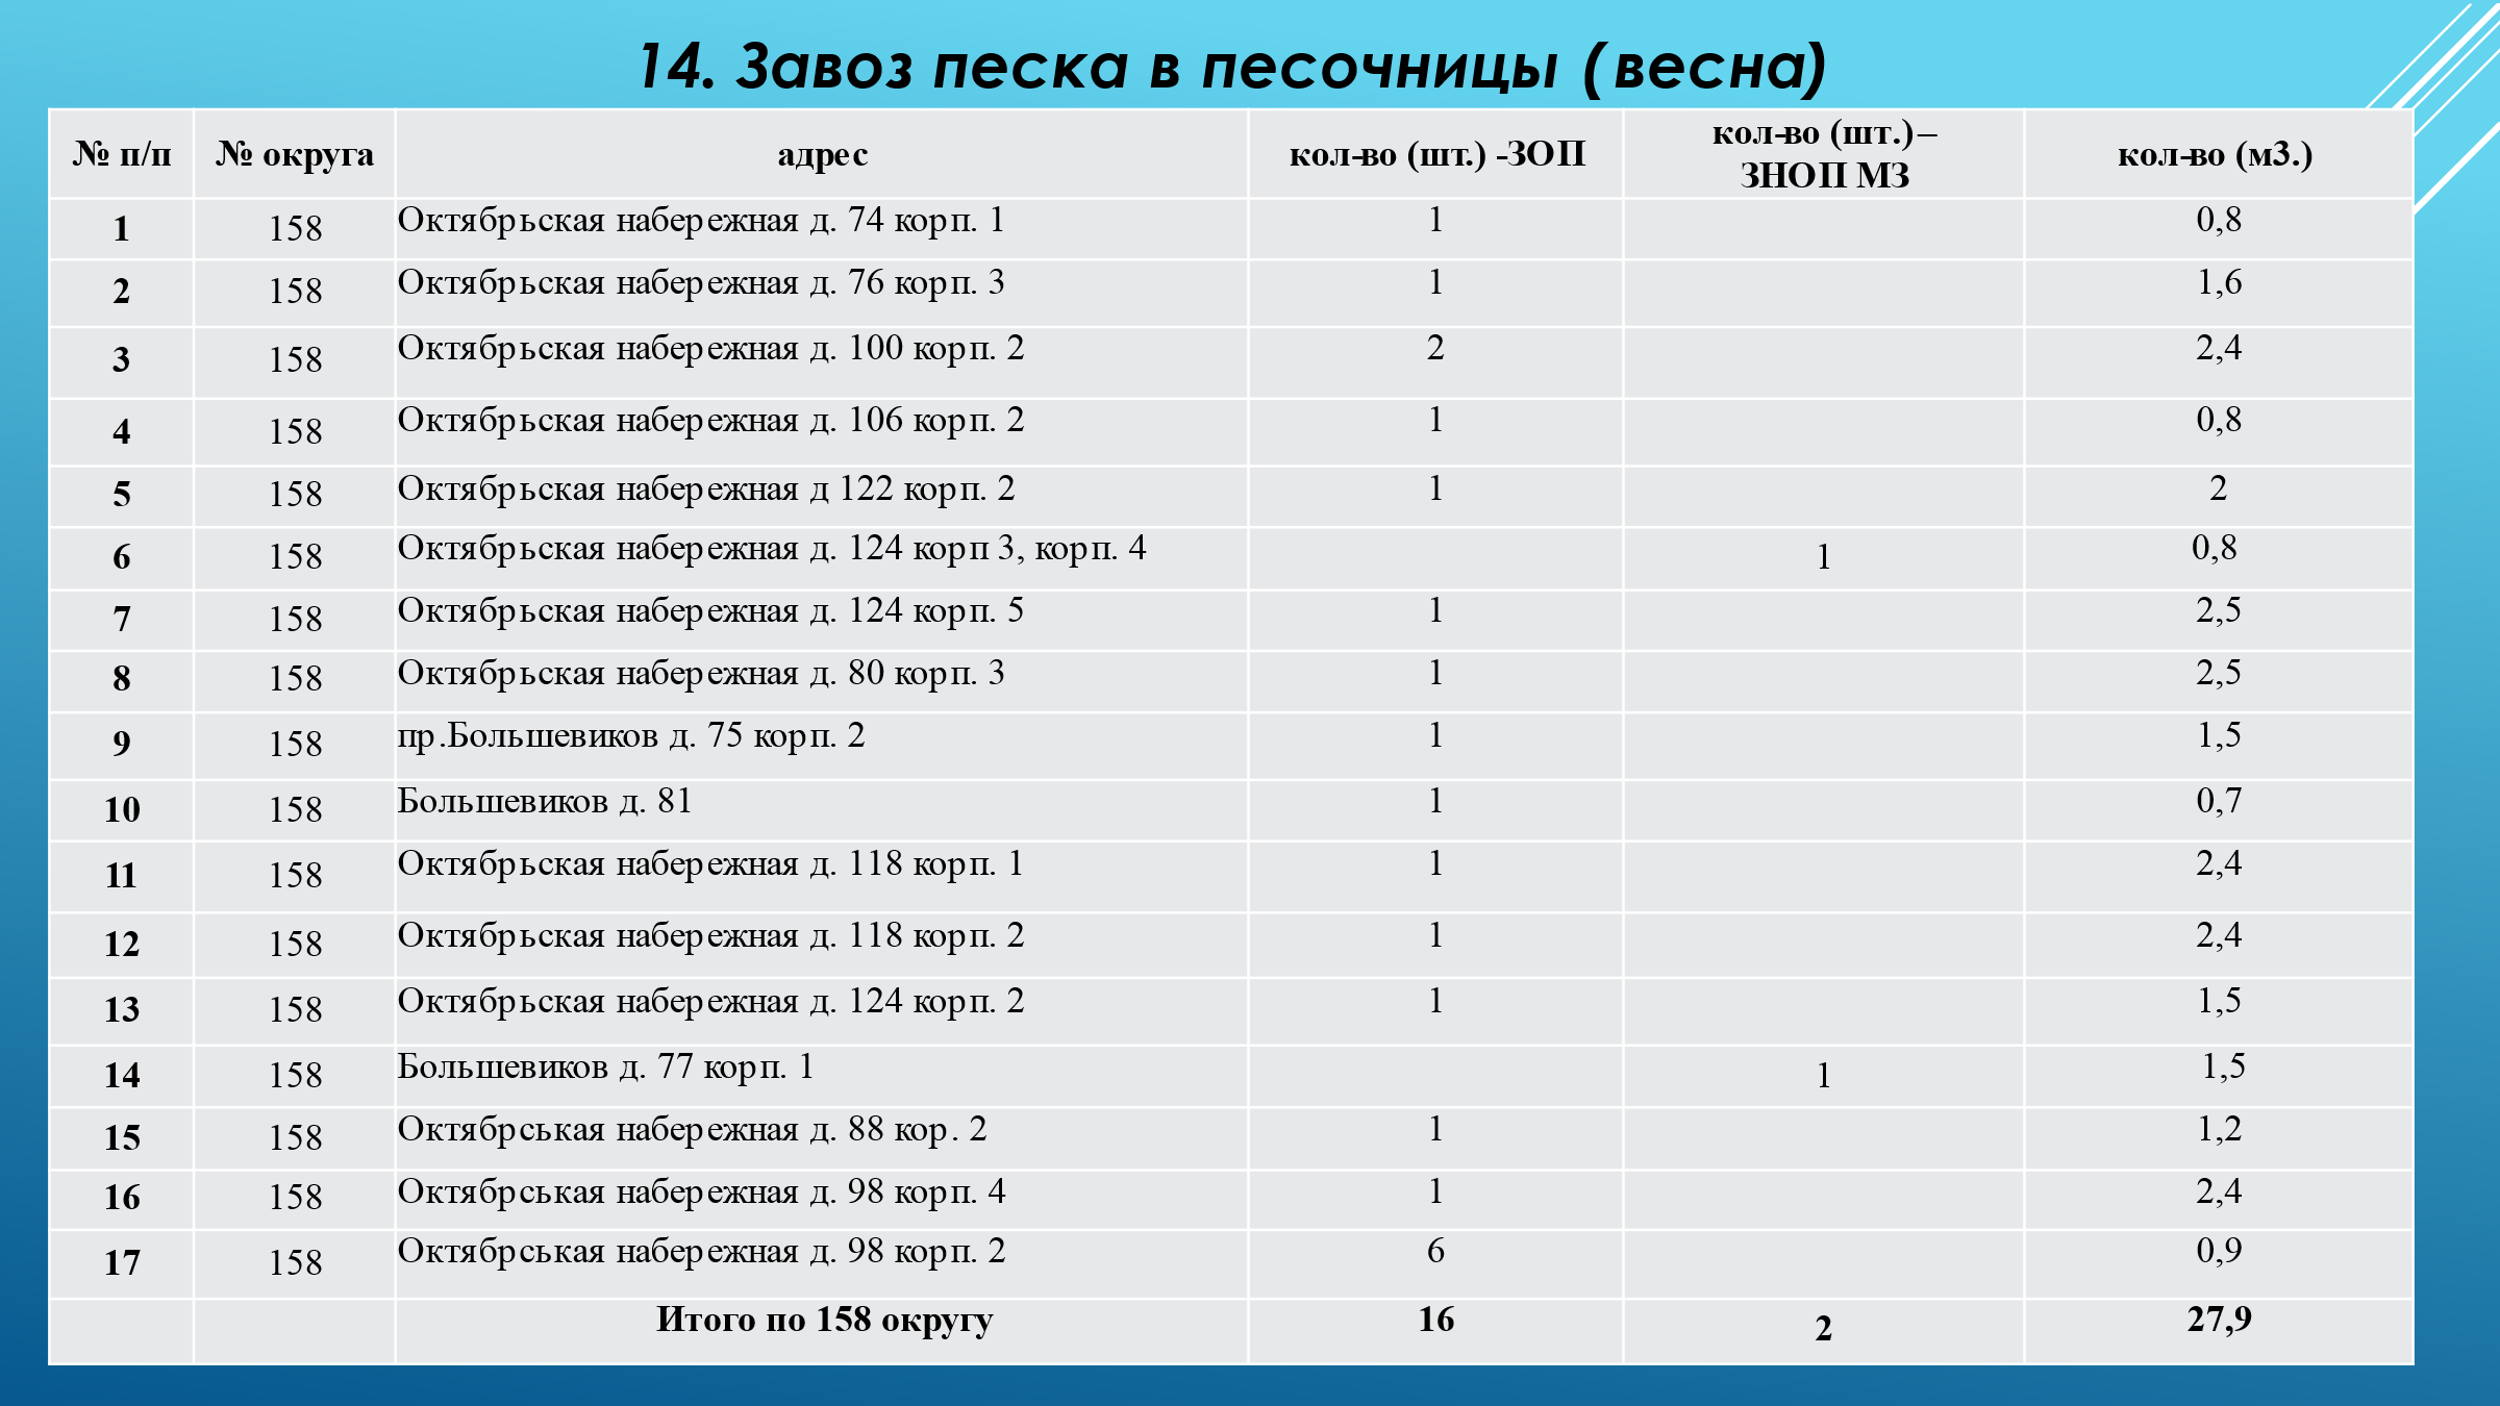 14. Завоз песка в песочницы (весна)
№ п/п № округа адрес кол-во (шт.) -ЗОП кол-во (шт.)– ЗНОП МЗ кол-во (м3.)
1 158 Октябрьская набережная д. 74 корп. 1 1 0,8
2 158 Октябрьская набережная д. 76 корп. 3 1 1,6
3 158 Октябрьская набережная д. 100 корп. 2 2 2,4
4 158 Октябрьская набережная д. 106 корп. 2 1 0,8
5 158 Октябрьская набережная д 122 корп. 2 1 2
6 158 Октябрьская набережная д. 124 корп 3, корп. 4 1 0,8
7 158 Октябрьская набережная д. 124 корп. 5 1 2,5
8 158 Октябрьская набережная д. 80 корп. 3 1 2,5
9 158 пр.Большевиков д. 75 корп. 2 1 1,5
10 158 Большевиков д. 81 1 0,7
11 158 Октябрьская набережная д. 118 корп. 1 1 2,4
12 158 Октябрьская набережная д. 118 корп. 2 1 2,4
13 158 Октябрьская набережная д. 124 корп. 2 1 1,5
14 158 Большевиков д. 77 корп. 1 1 1,5
15 158 Октябрськая набережная д. 88 кор. 2 1 1,2
16 158 Октябрськая набережная д. 98 корп. 4 1 2,4
17 158 Октябрськая набережная д. 98 корп. 2 6 0,9
Итого по 158 округу 16 2 27,9